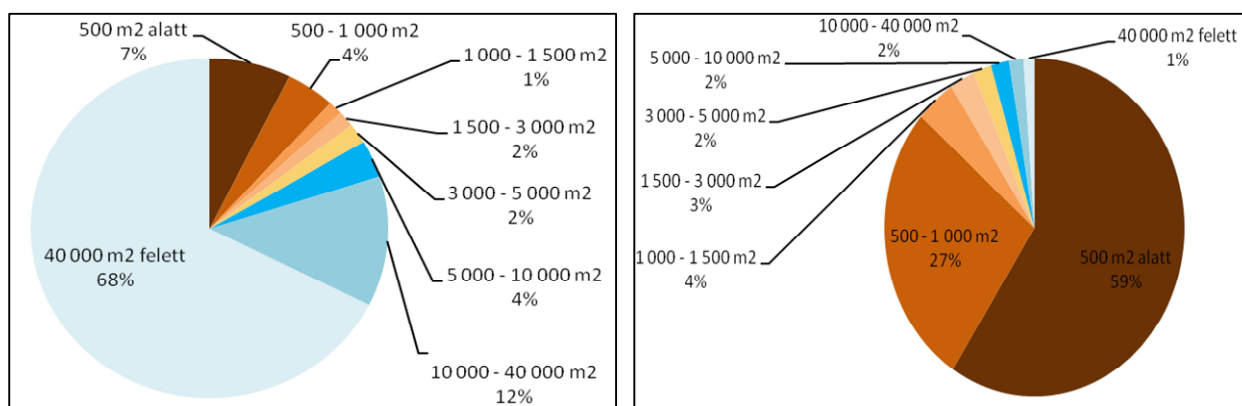 500 m2 alatt
7%
500 - 1 000 m2
4%
1 000 - 1 500 m2
1%
1 500 - 3 000 m2
2%
3 000 - 5 000 m2
2%
5 000 - 10 000 m2
4%
10 000 - 40 000 m2
12%
40 000 m2 felett
68%
10 000 - 40 000 m2
2%
40 000 m2 felett
1%
5 000 - 10 000 m2
2%
3 000 - 5 000 m2
2%
1 500 - 3 000 m2
3%
1 000 - 1 500 m2
4%
500 - 1 000 m2
27%
500 m2 alatt
59%